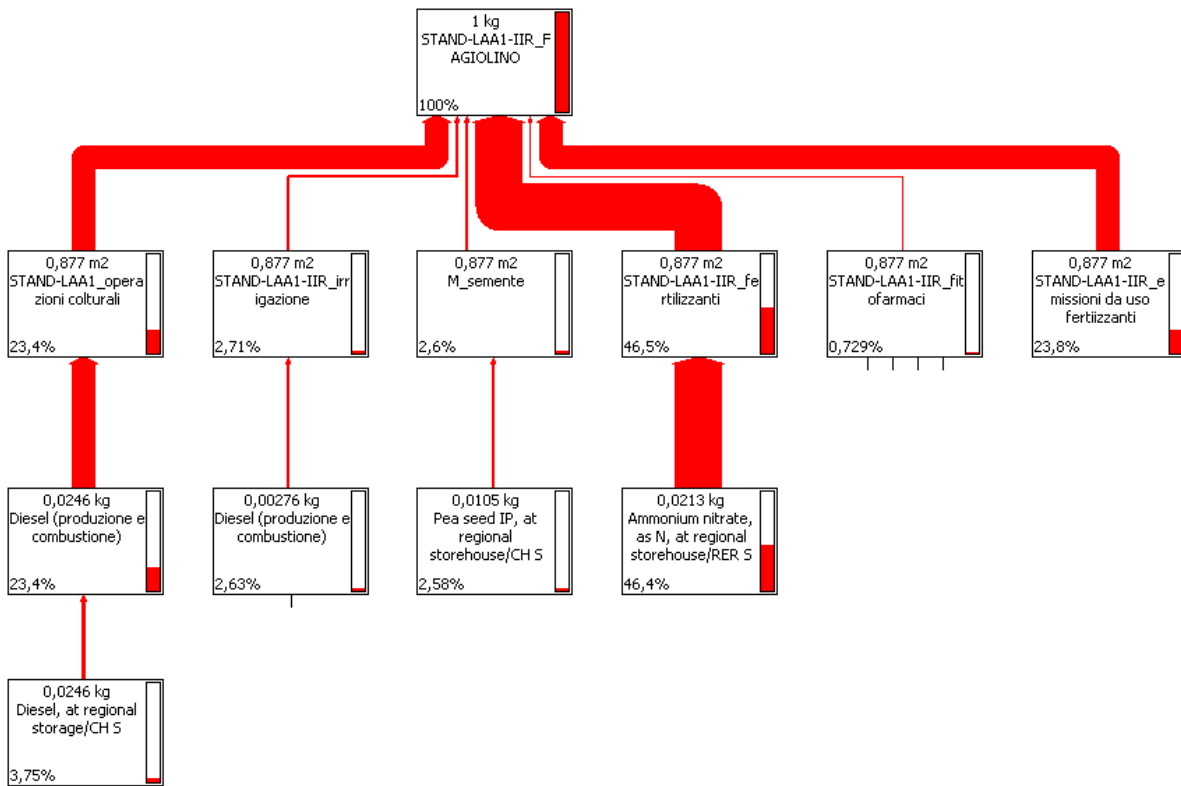 1 kg
STAND-LAA1-IIR_F
AGIOLINO
100%
0,877 m2
STAND-LAA1_opera
zioni colturali
23,4%
0,877 m2
STAND-LAA1-IIR_irr
igazione
2,71%
0,877 m2
M_semente
2,6%
0,877 m2
STAND-LAA1-IIR_fe
rtilizzanti
46,5%
0,877 m2
STAND-LAA1-IIR_fit
ofarmaci
0,729%
0,877 m2
STAND-LAA1-IIR_e
missioni da uso
fertiizzanti
23,8%
0,0246 kg
Diesel (produzione e
combustione)
23,4%
0,00276 kg
Diesel (produzione e
combustione)
2,63%
0,0105 kg
Pea seed IP, at
regional
storehouse/CH S
2,58%
0,0213 kg
Ammonium nitrate,
as N, at regional
storehouse/RER S
46,4%
0,0246 kg
Diesel, at regional
storage/CH S
3,75%